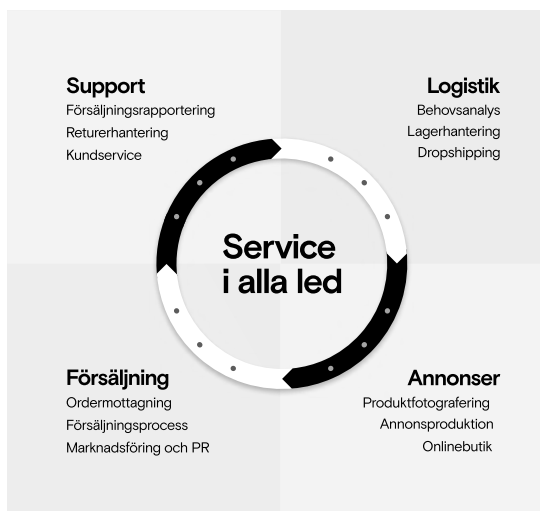 Support
Försäljningsrapportering
Returerhantering
Kundservice
Logistik
Behovsanalys
Lagerhantering
Dropshipping
Service
i alla led
Försäljning
Ordermottagning
Försäljningsprocess
Marknadsföring och PR
Annonser
Produktfotografering
Annonsproduktion
Onlinebutik